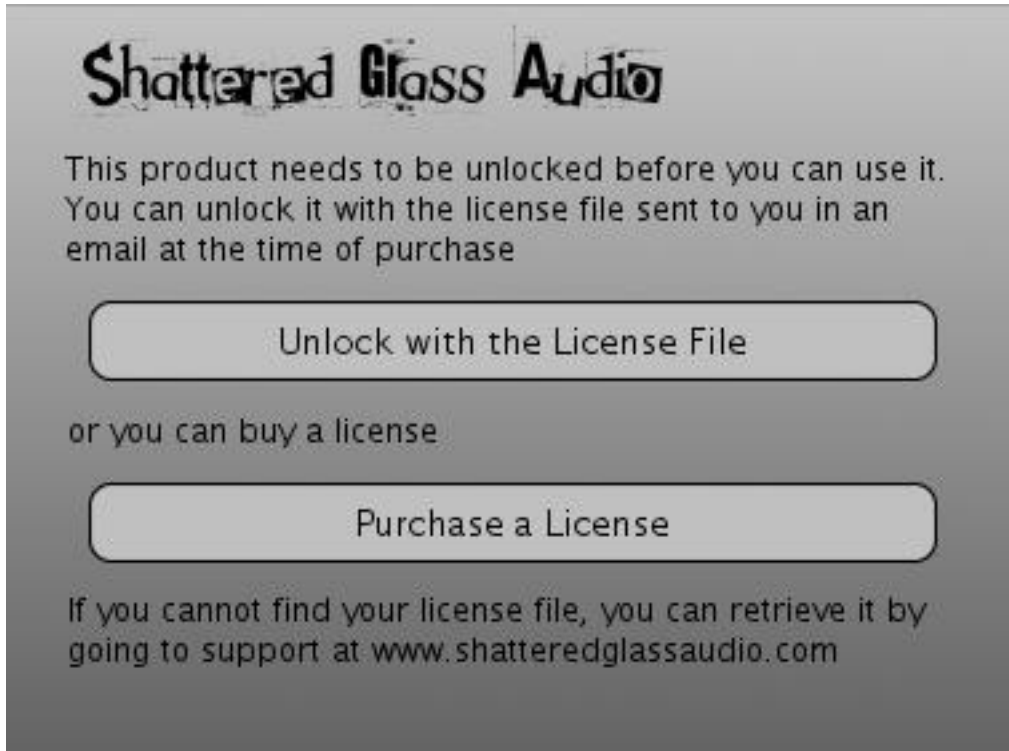 Shattered Glass Audio
This product needs to be unlocked before you can use it.
You can unlock it with the license file sent to you in an
email at the time of purchase
Unlock with the License File
or you can buy a license
Purchase a License
If you cannot find your license file, you can retrieve it by
going to support at www.shatteredglassaudio.com